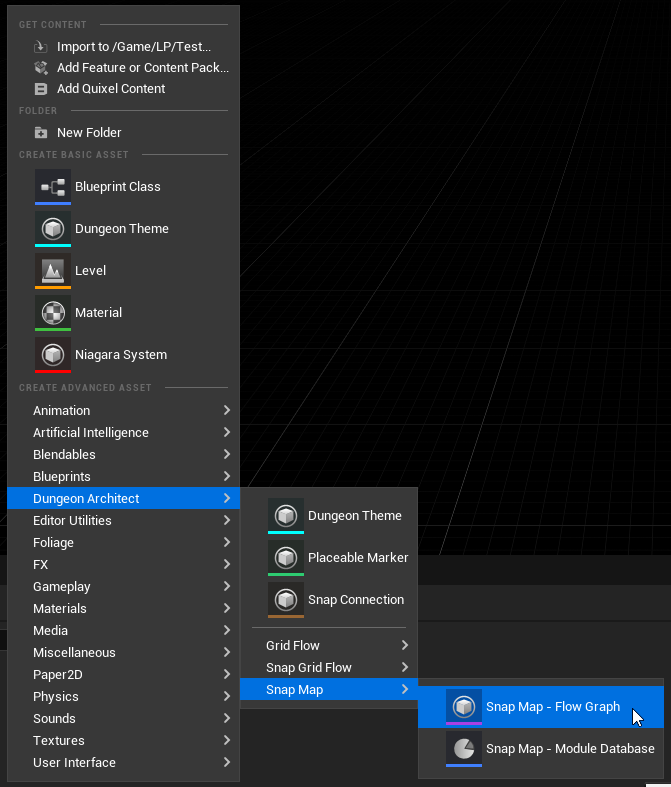 GET CONTENT
Import to /Game/LP/Test...
Add Feature or Content Pack...
Add Quixel Content
FOLDER
New Folder
CREATE BASIC ASSET
Blueprint Class
Dungeon Theme
Level
Material
Niagara System
CREATE ADVANCED ASSET
Animation
Artificial Intelligence
Blendables
Blueprints
Dungeon Architect
Editor Utilities
Foliage
FX
Gameplay
Materials
Media
Miscellaneous
Paper2D
Physics
Sounds
Textures
User Interface
Dungeon Theme
Placeable Marker
Snap Connection
Grid Flow
Snap Grid Flow
Snap Map
Snap Map - Flow Graph
Snap Map - Module Database